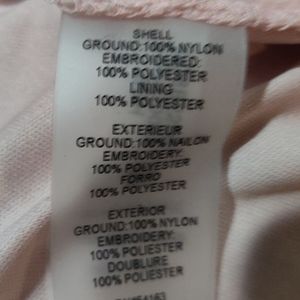 SHELL
GROUND:100% NYLON
EMBROIDERED:
100% POLYESTER
LINING
100% POLYESTER
EXTERIEUR
GROUND:100% NAILON
EMBROIDERY:
100% POLYESTER
FORRO
100% POLYESTER
EXTERIOR
GROUND:100% NYLON
EMBROIDERY:
100% POLIESTER
DOUBLURE
100% POLIESTER